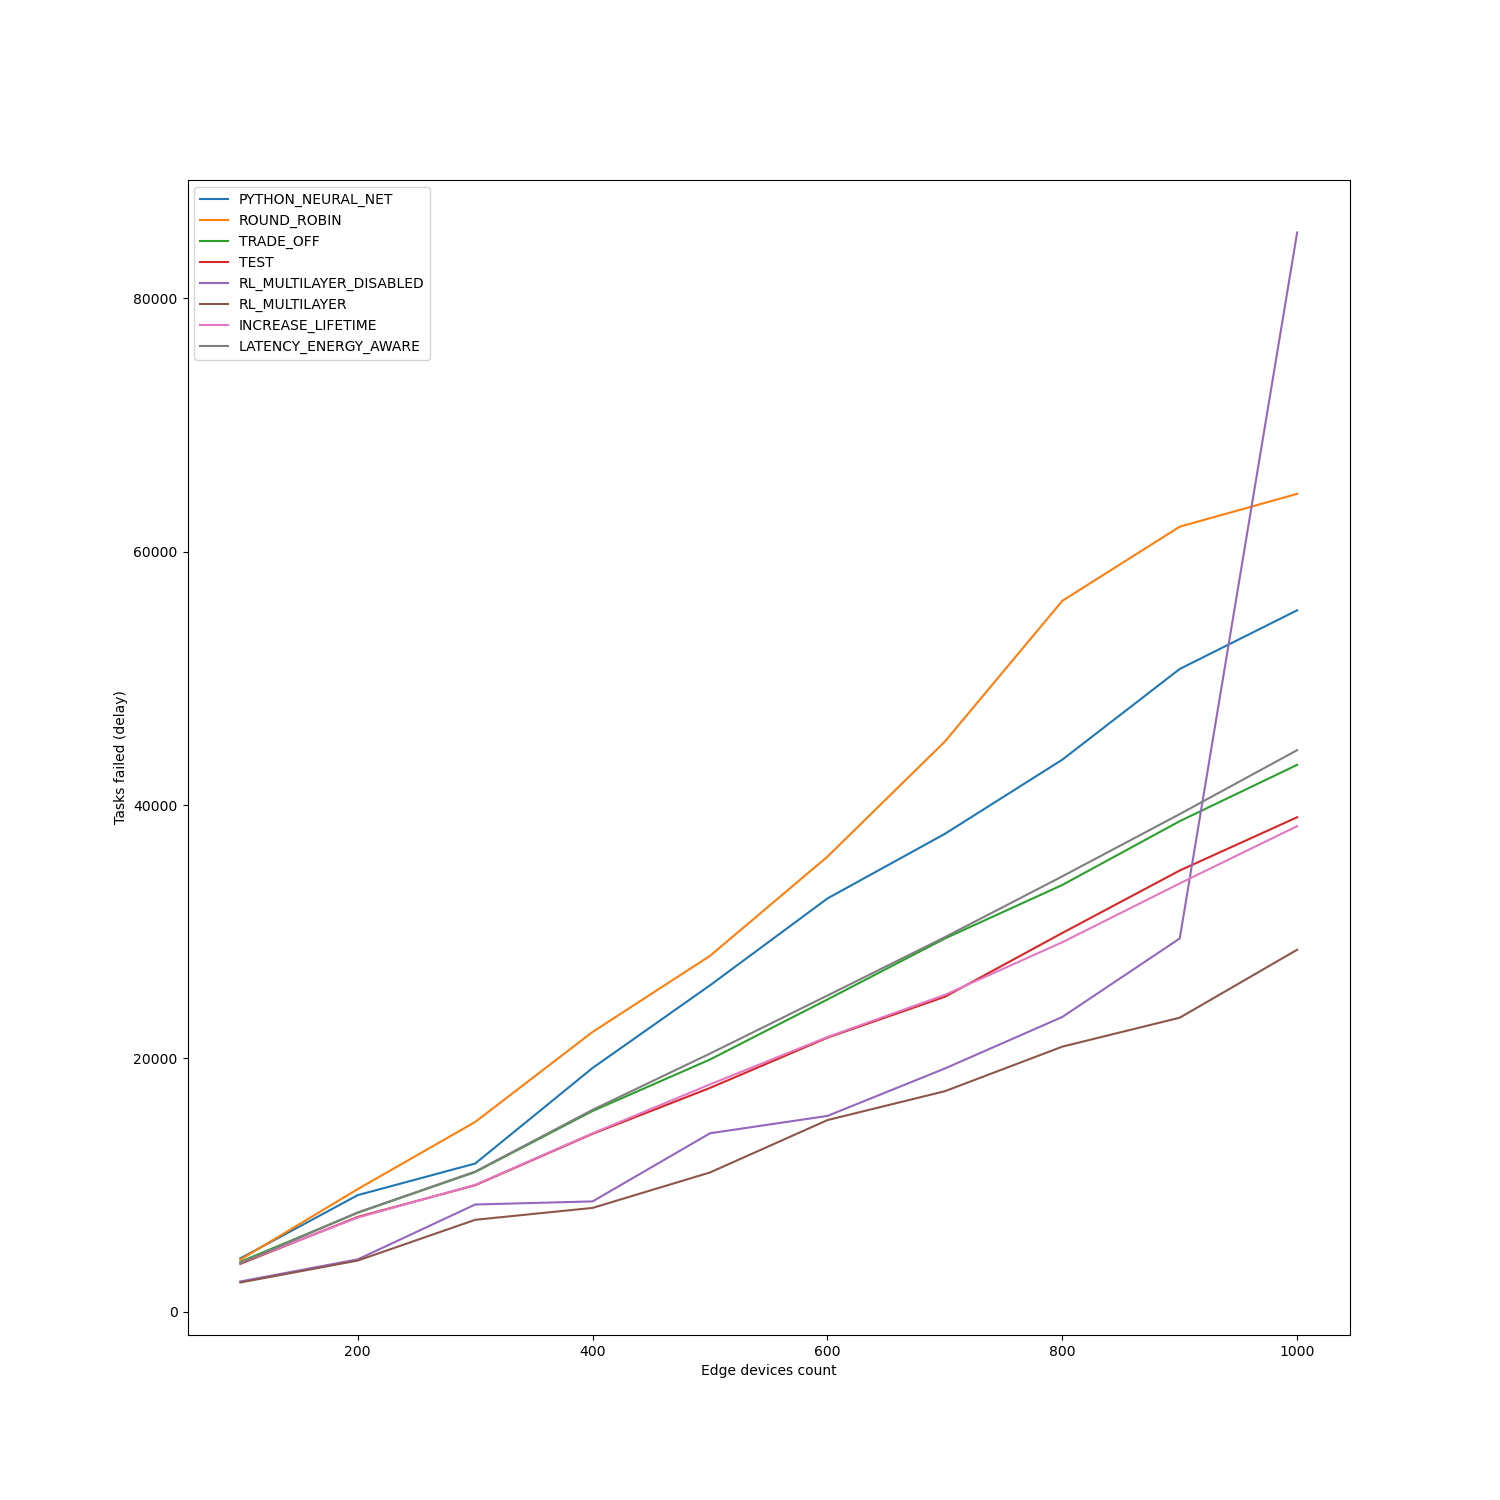 PYTHON_NEURAL_NET
ROUND_ROBIN
TRADE_OFF
TEST
RL_MULTILAYER_DISABLED
RL_MULTILAYER
INCREASE_LIFETIME
LATENCY_ENERGY_AWARE
80000
60000
40000
20000
0
Tasks failed (delay)
200 400 600 800 1000
Edge devices count